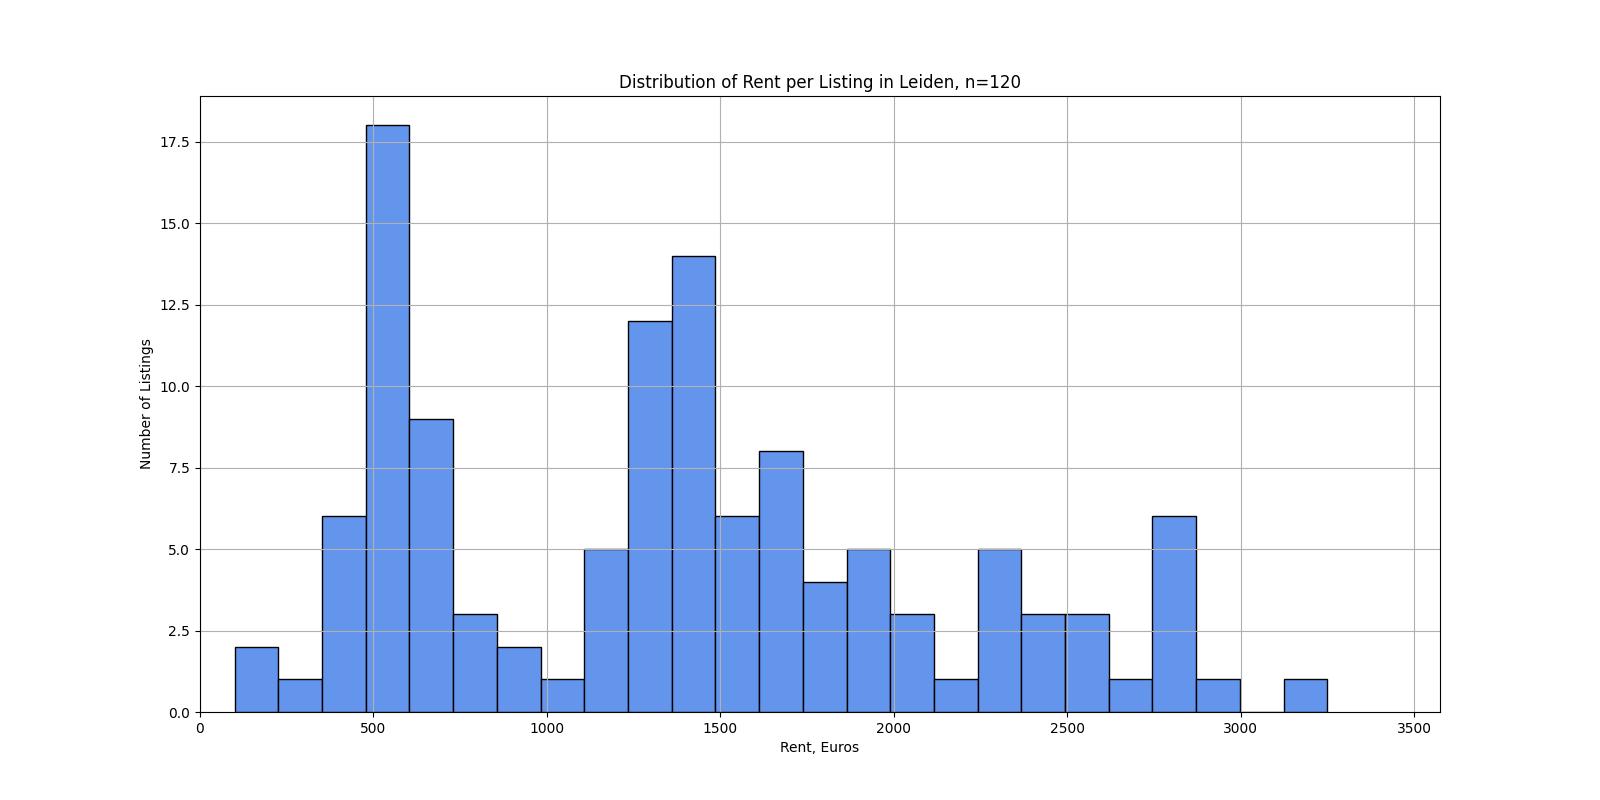 Distribution of Rent per Listing in Leiden, n=120
17.5
15.0
12.5
10.0
7.5
5.0
2.5
0.0
Number of Listings
0 500 1000 1500 2000 2500 3000 3500
Rent, Euros